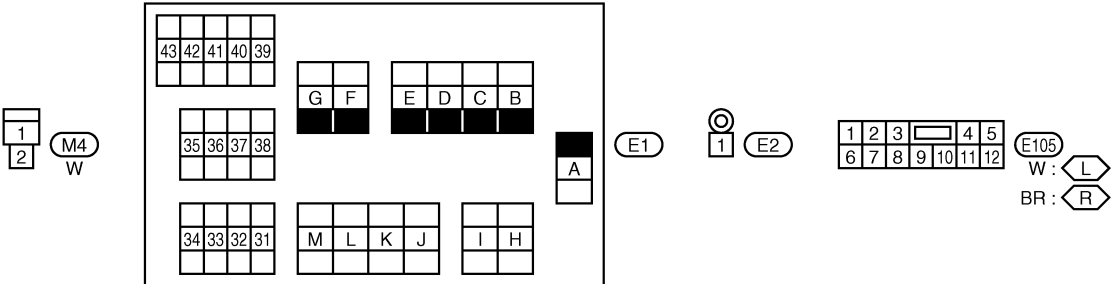 43 42 41 40 39
G F E D C B
1
2
M4
W
35 36 37 38
A
E1
1
E2
1 2 3 4 5
6 7 8 9 10 11 12
E105
W : L
BR : R
34 33 32 31
M L K J
I H